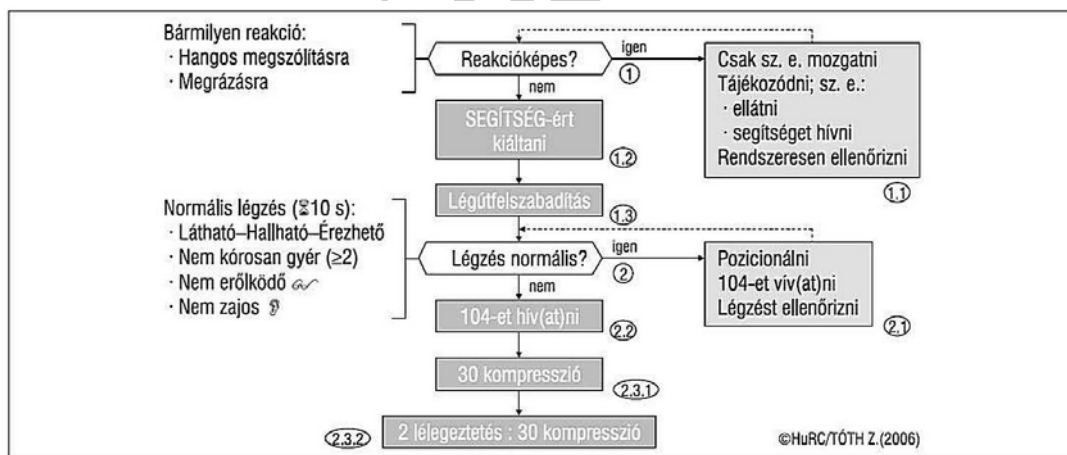 Bármilyen reakció:
· Hangos megszólításra
· Megrázásra
Reakcióképes?
igen
1
nem
Csak sz. e. mozgatni
Tájékozódni; sz. e.:
· ellátni
· segítséget hívni
Rendszeresen ellenőrizni
1.1
SEGÍTSÉG-ért
kiáltani
1.2
Légútfelszabadítás
1.3
Normális légzés (⌛10 s):
· Látható–Hallható–Érezhető
· Nem kórosan gyér (≥2)
· Nem erőlködő
· Nem zajos
Légzés normális?
igen
2
nem
Pozicionálni
104-et vív(at)ni
Légzést ellenőrizni
2.1
104-et hív(at)ni
2.2
30 kompresszió
2.3.1
2.3.2
2 lélegeztetés : 30 kompresszió
©HuRC/TÓTH Z.(2006)